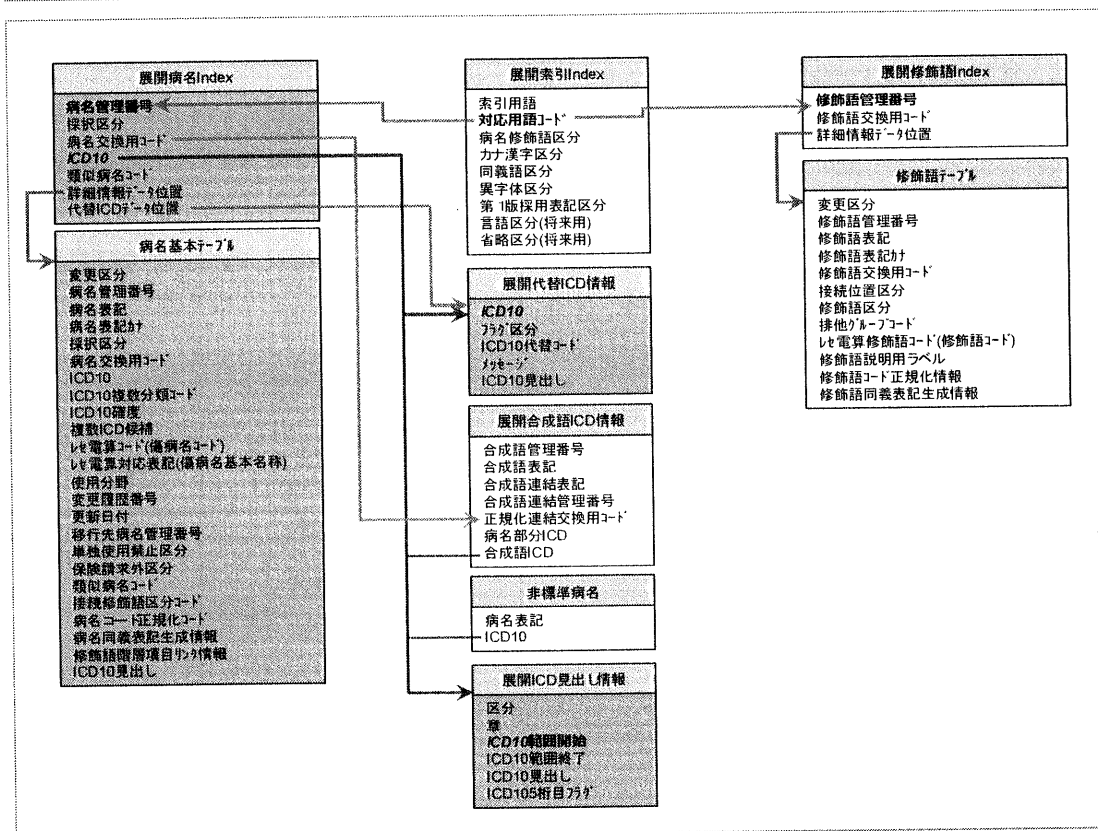 展開病名Index
病名管理番号
採択区分
病名交換用コード
ICD10
類似病名コード
詳細情報データ位置
代替ICDデータ位置
病名基本テーブル
変更区分
病名管理番号
病名表記
病名表記カナ
採択区分
病名交換用コード
ICD10
ICD10複数分類コード
ICD10確度
複数ICD候補
レセ電算コード(傷病名コード)
レセ電算対応表記(傷病名基本名称)
使用分野
変更履歴番号
更新日付
移行先病名管理番号
単独使用禁止区分
保険請求外区分
類似病名コード
接続修飾語区分コード
病名コード正規化コード
病名同義表記生成情報
修飾語階層項目リンク情報
ICD10見出し
展開索引Index
索引用語
対応用語コード
病名修飾語区分
カナ漢字区分
同義語区分
異字体区分
第1版採用表記区分
言語区分(将来用)
省略区分(将来用)
展開代替ICD情報
ICD10
フラグ区分
ICD10代替コード
メッセージ
ICD10見出し
展開合成語ICD情報
合成語管理番号
合成語表記
合成語連結表記
合成語連結管理番号
正規化連結交換用コード
病名部分ICD
合成語ICD
非標準病名
病名表記
ICD10
展開ICD見出し情報
区分
章
ICD10範囲開始
ICD10範囲終了
ICD10見出し
ICD105桁目フラグ
展開修飾語Index
修飾語管理番号
修飾語交換用コード
詳細情報データ位置
修飾語テーブル
変更区分
修飾語管理番号
修飾語表記
修飾語表記カナ
修飾語交換用コード
接続位置区分
修飾語区分
排他グループコード
レセ電算修飾語コード(修飾語コード)
修飾語説明用ラベル
修飾語コード正規化情報
修飾語同義表記生成情報